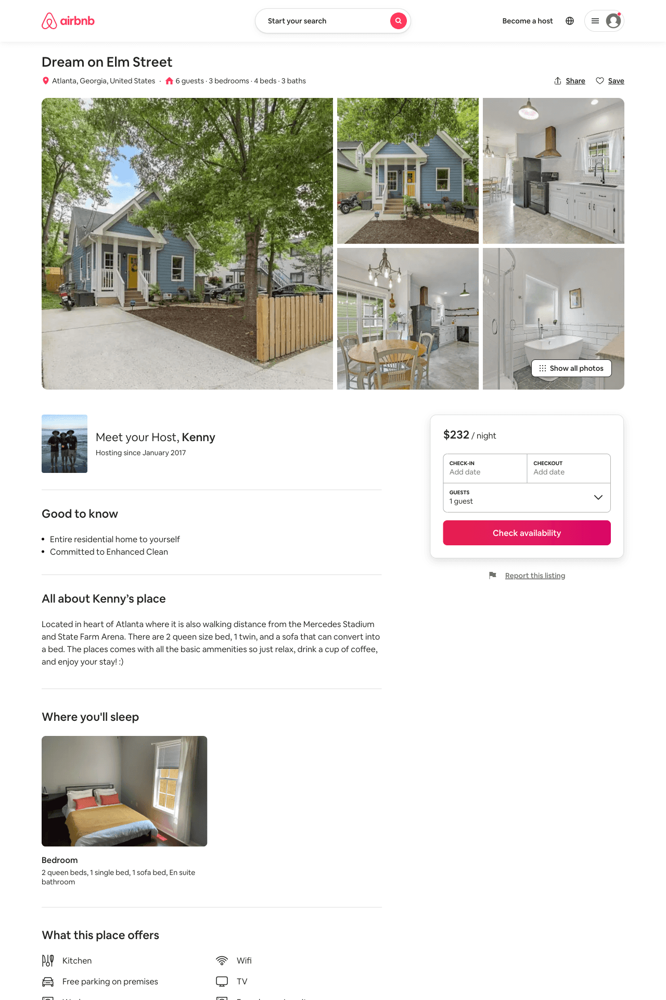 airbnb
Start your search
Become a host
Dream on Elm Street
Atlanta, Georgia, United States · 6 guests · 3 bedrooms · 4 beds · 3 baths
Share
Save
Show all photos
Meet your Host, Kenny
Hosting since January 2017
$232 / night
CHECK-IN
Add date
CHECKOUT
Add date
GUESTS
1 guest
Check availability
Report this listing
Good to know
• Entire residential home to yourself
• Committed to Enhanced Clean
All about Kenny’s place
Located in heart of Atlanta where it is also walking distance from the Mercedes Stadium
and State Farm Arena. There are 2 queen size bed, 1 twin, and a sofa that can convert into
a bed. The places comes with all the basic ammenities so just relax, drink a cup of coffee,
and enjoy your stay! :)
Where you'll sleep
Bedroom
2 queen beds, 1 single bed, 1 sofa bed, En suite
bathroom
What this place offers
Kitchen
Wifi
Free parking on premises
TV